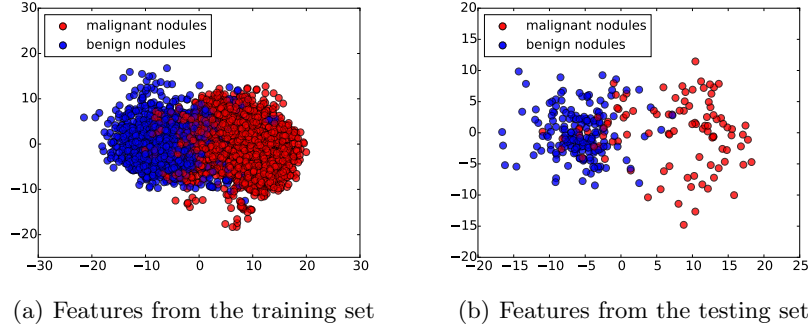 malignant nodules
benign nodules
30
20
10
0
−10
−20
−30 −20 −10 0 10 20 30
(a) Features from the training set
malignant nodules
benign nodules
20
15
10
5
0
−5
−10
−15
−20
−20 −15 −10 −5 0 5 10 15 20 25
(b) Features from the testing set